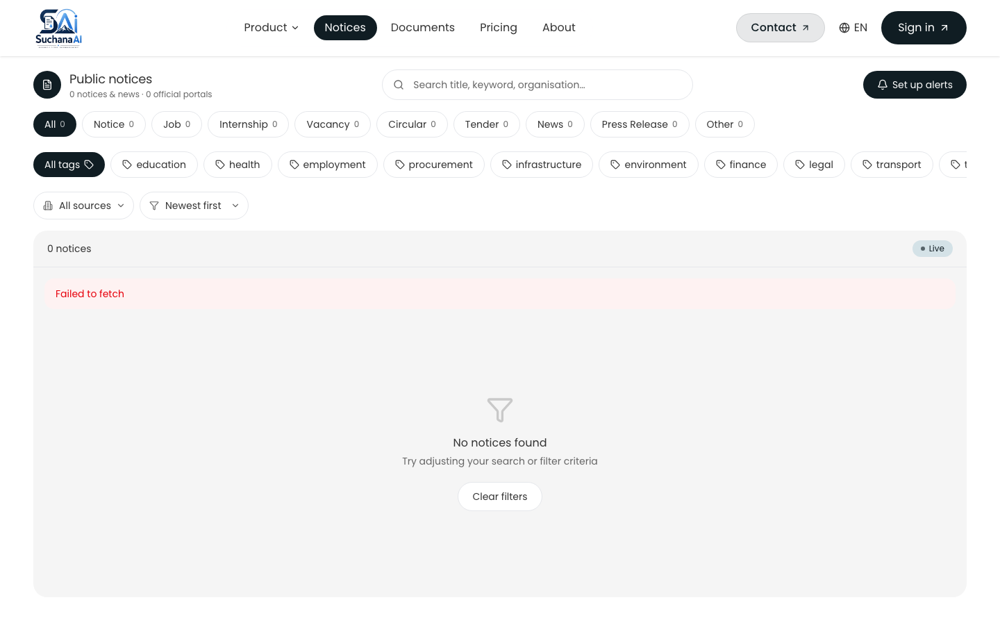 SAi
SuchanaAI
Product
Notices
Documents
Pricing
About
Contact
EN
Sign in
Public notices
0 notices & news · 0 official portals
Search title, keyword, organisation...
Set up alerts
All 0
Notice 0
Job 0
Internship 0
Vacancy 0
Circular 0
Tender 0
News 0
Press Release 0
Other 0
All tags
education
health
employment
procurement
infrastructure
environment
finance
legal
transport
All sources
Newest first
0 notices
Live
Failed to fetch
No notices found
Try adjusting your search or filter criteria
Clear filters